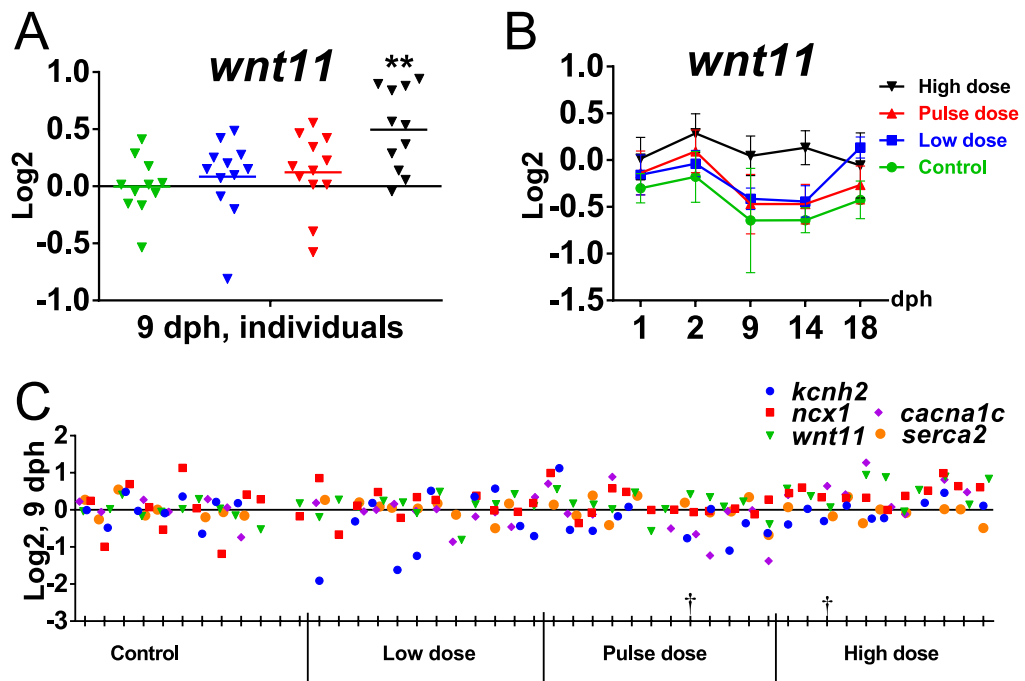 A
wnt11
**
Log2
1.0
0.5
0.0
-0.5
-1.0
9 dph, individuals
B
wnt11
Log2
1.0
0.5
0.0
-0.5
-1.0
-1.5
1 2 9 14 18
dph
High dose
Pulse dose
Low dose
Control
C
kcnh2
ncx1
wnt11
cacna1c
serca2
Log2, 9 dph
2
1
0
-1
-2
-3
† †
Control Low dose Pulse dose High dose